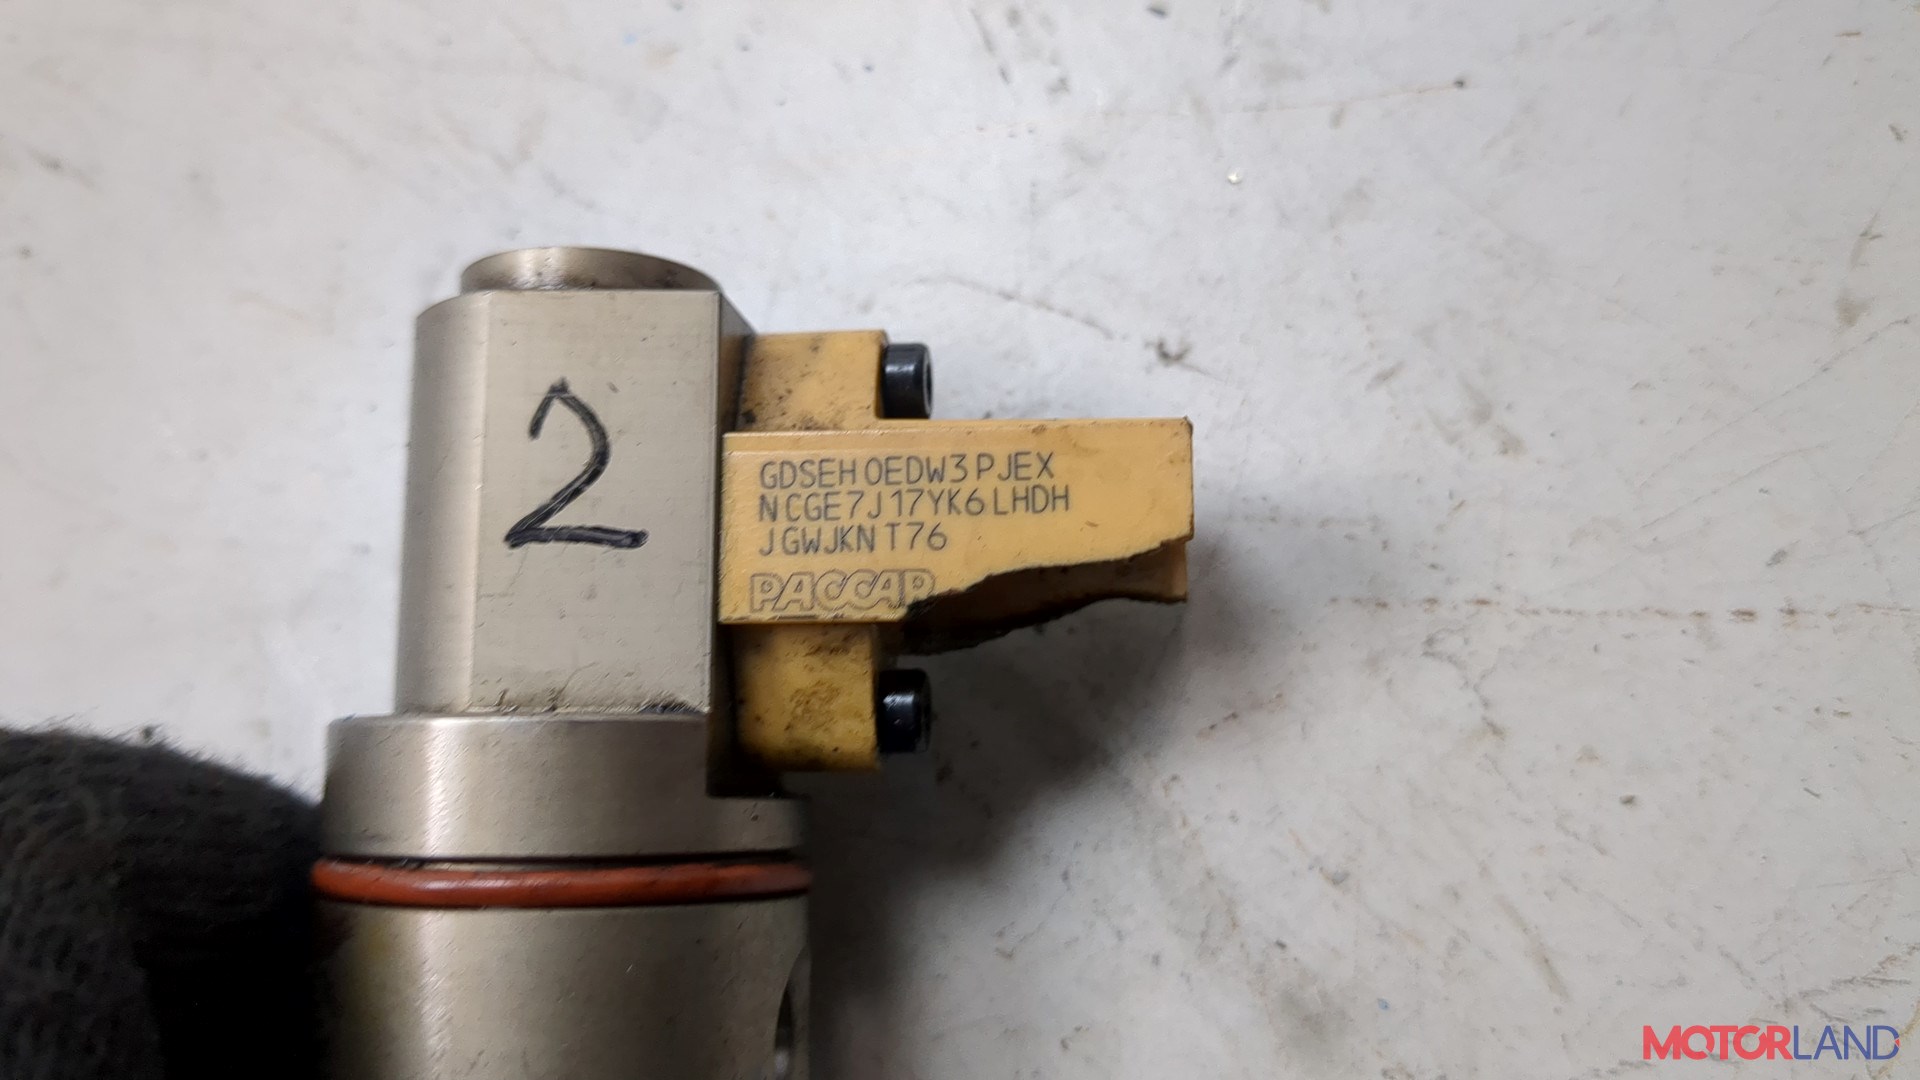 2
GDSEH0EDW3PJEX
NCGE7J17YK6LHDH
JGWJKNT76
PACCAR
MOTORLAND